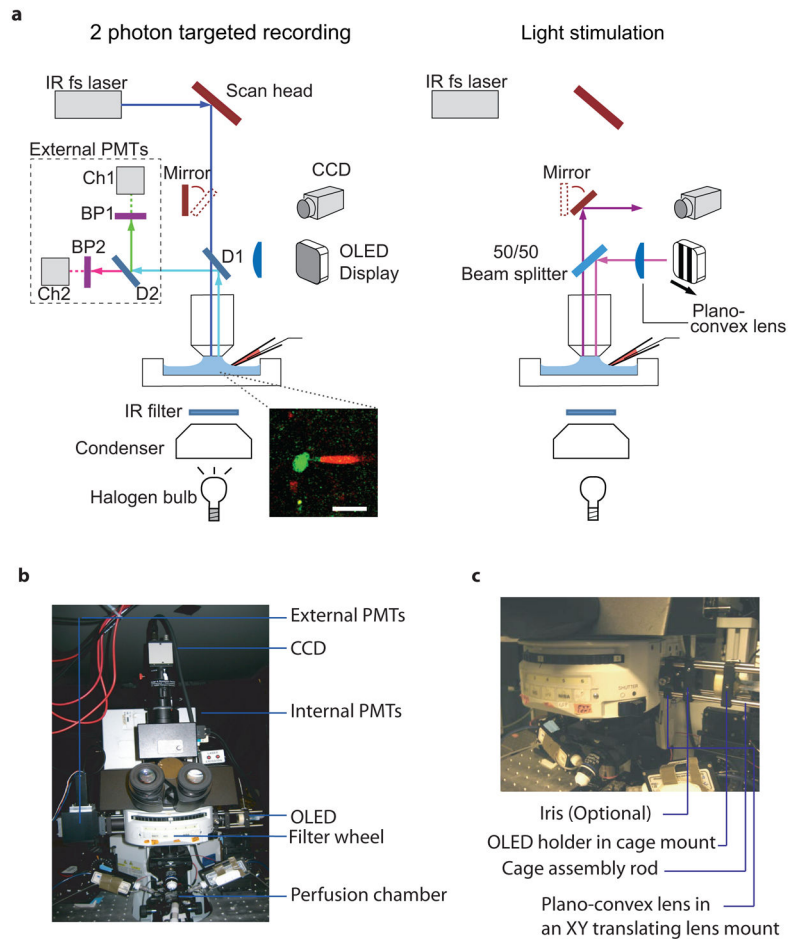 a
2 photon targeted recording
Light stimulation
IR fs laser
Scan head
External PMTs
Ch1
Mirror
CCD
BP1
BP2
D1
OLED
Display
Ch2
D2
IR filter
Condenser
Halogen bulb
IR fs laser
Mirror
50/50
Beam splitter
Plano-
convex lens
b
External PMTs
CCD
Internal PMTs
OLED
Filter wheel
Perfusion chamber
c
SHUTTER
Iris (Optional)
OLED holder in cage mount
Cage assembly rod
Plano-convex lens in
an XY translating lens mount